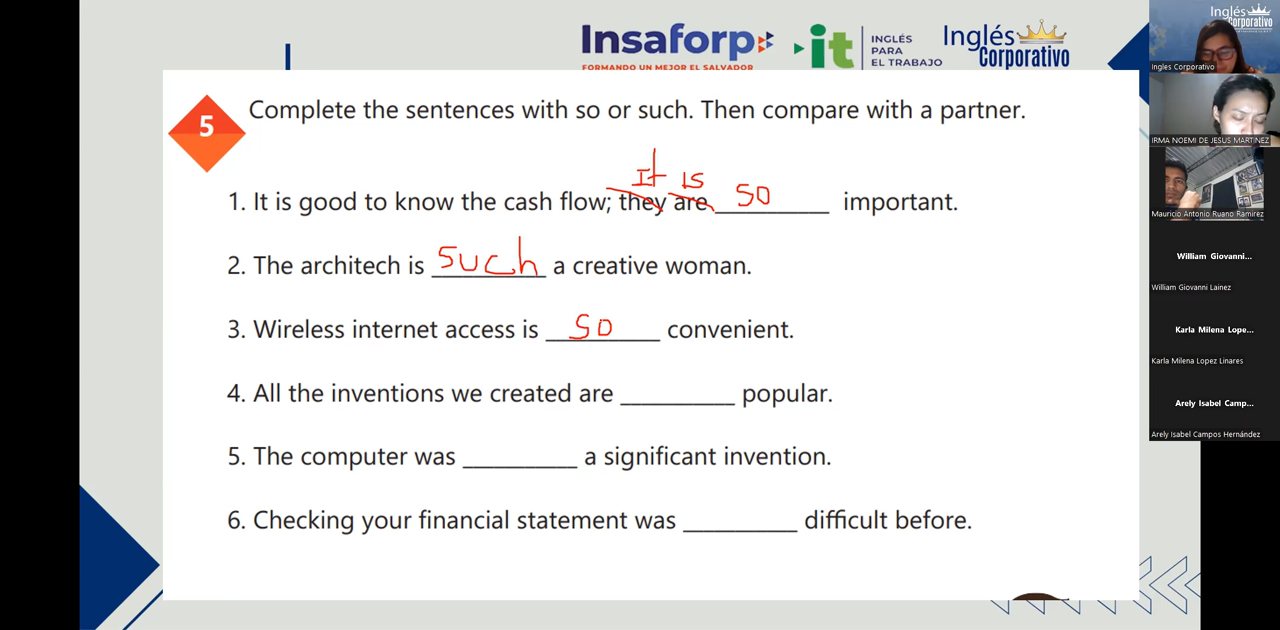 Insaforp
FORMANDO UN MEJOR EL SALVADOR
it
INGLÉS
PARA
EL TRABAJO
Inglés
Corporativo
5
Complete the sentences with so or such. Then compare with a partner.
It is
1. It is good to know the cash flow; they are so important.
2. The architech is such a creative woman.
3. Wireless internet access is so convenient.
4. All the inventions we created are __________ popular.
5. The computer was __________ a significant invention.
6. Checking your financial statement was __________ difficult before.
Inglés
Corporativo
Ingles Corporativo
IRMA NOEMI DE JESUS MARTINEZ
Mauricio Antonio Ruano Ramirez
William Giovanni...
William Giovanni Lainez
Karla Milena Lope...
Karla Milena Lopez Linares
Arely Isabel Camp...
Arely Isabel Campos Hernández